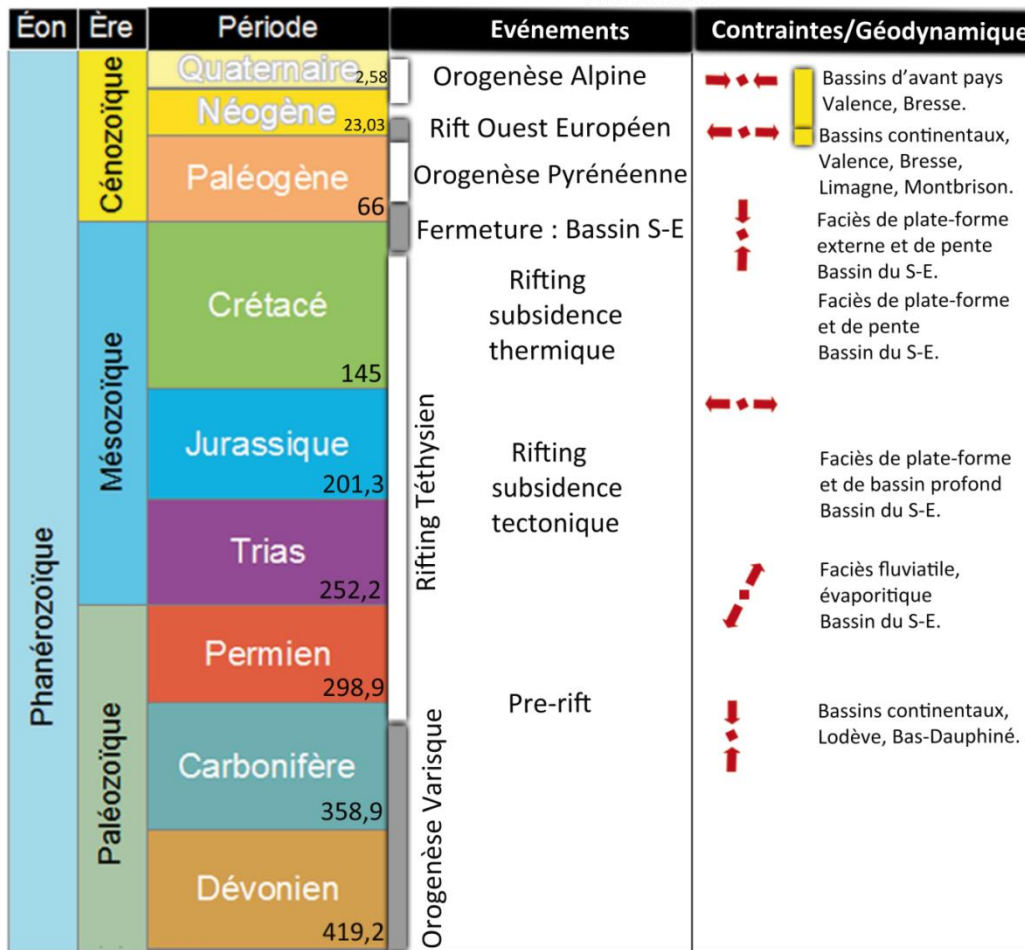 Éon
Ère
Période
Evénements
Contraintes/Géodynamique
Phanérozoïque
Cénozoïque
Mésozoïque
Paléozoïque
Quaternaire
2,58
Néogène
23,03
Paléogène
66
Crétacé
145
Jurassique
201,3
Trias
252,2
Permien
298,9
Carbonifère
358,9
Dévonien
419,2
Rifting Téthysien
Orogenèse Varisque
Orogenèse Alpine
Rift Ouest Européen
Orogenèse Pyrénéenne
Fermeture : Bassin S-E
Rifting
subsidence
thermique
Rifting
subsidence
tectonique
Pre-rift
Bassins d’avant pays
Valence, Bresse.
Bassins continentaux,
Valence, Bresse,
Limagne, Montbrison.
Faciès de plate-forme
externe et de pente
Bassin du S-E.
Faciès de plate-forme
et de pente
Bassin du S-E.
Faciès de plate-forme
et de bassin profond
Bassin du S-E.
Faciès fluviatile,
évaporitique
Bassin du S-E.
Bassins continentaux,
Lodève, Bas-Dauphiné.